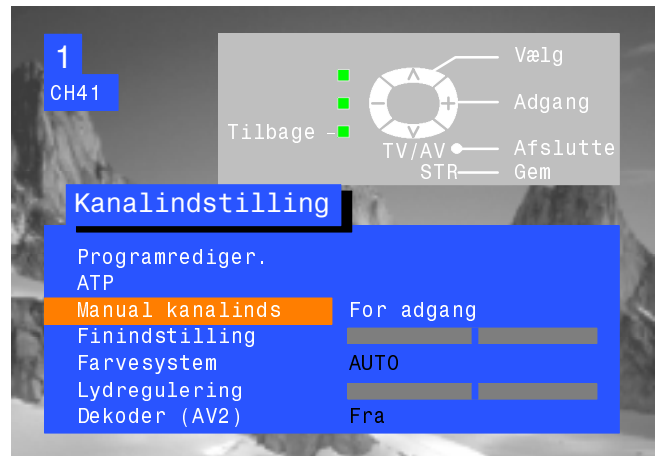 1
CH41
Vælg
Adgang
Tilbage
TV/AV Afslutte
STR Gem
Kanalindstilling
Programrediger.
ATP
Manual kanalinds For adgang
Finindstilling
Farvesystem AUTO
Lydregulering
Dekoder (AV2) Fra